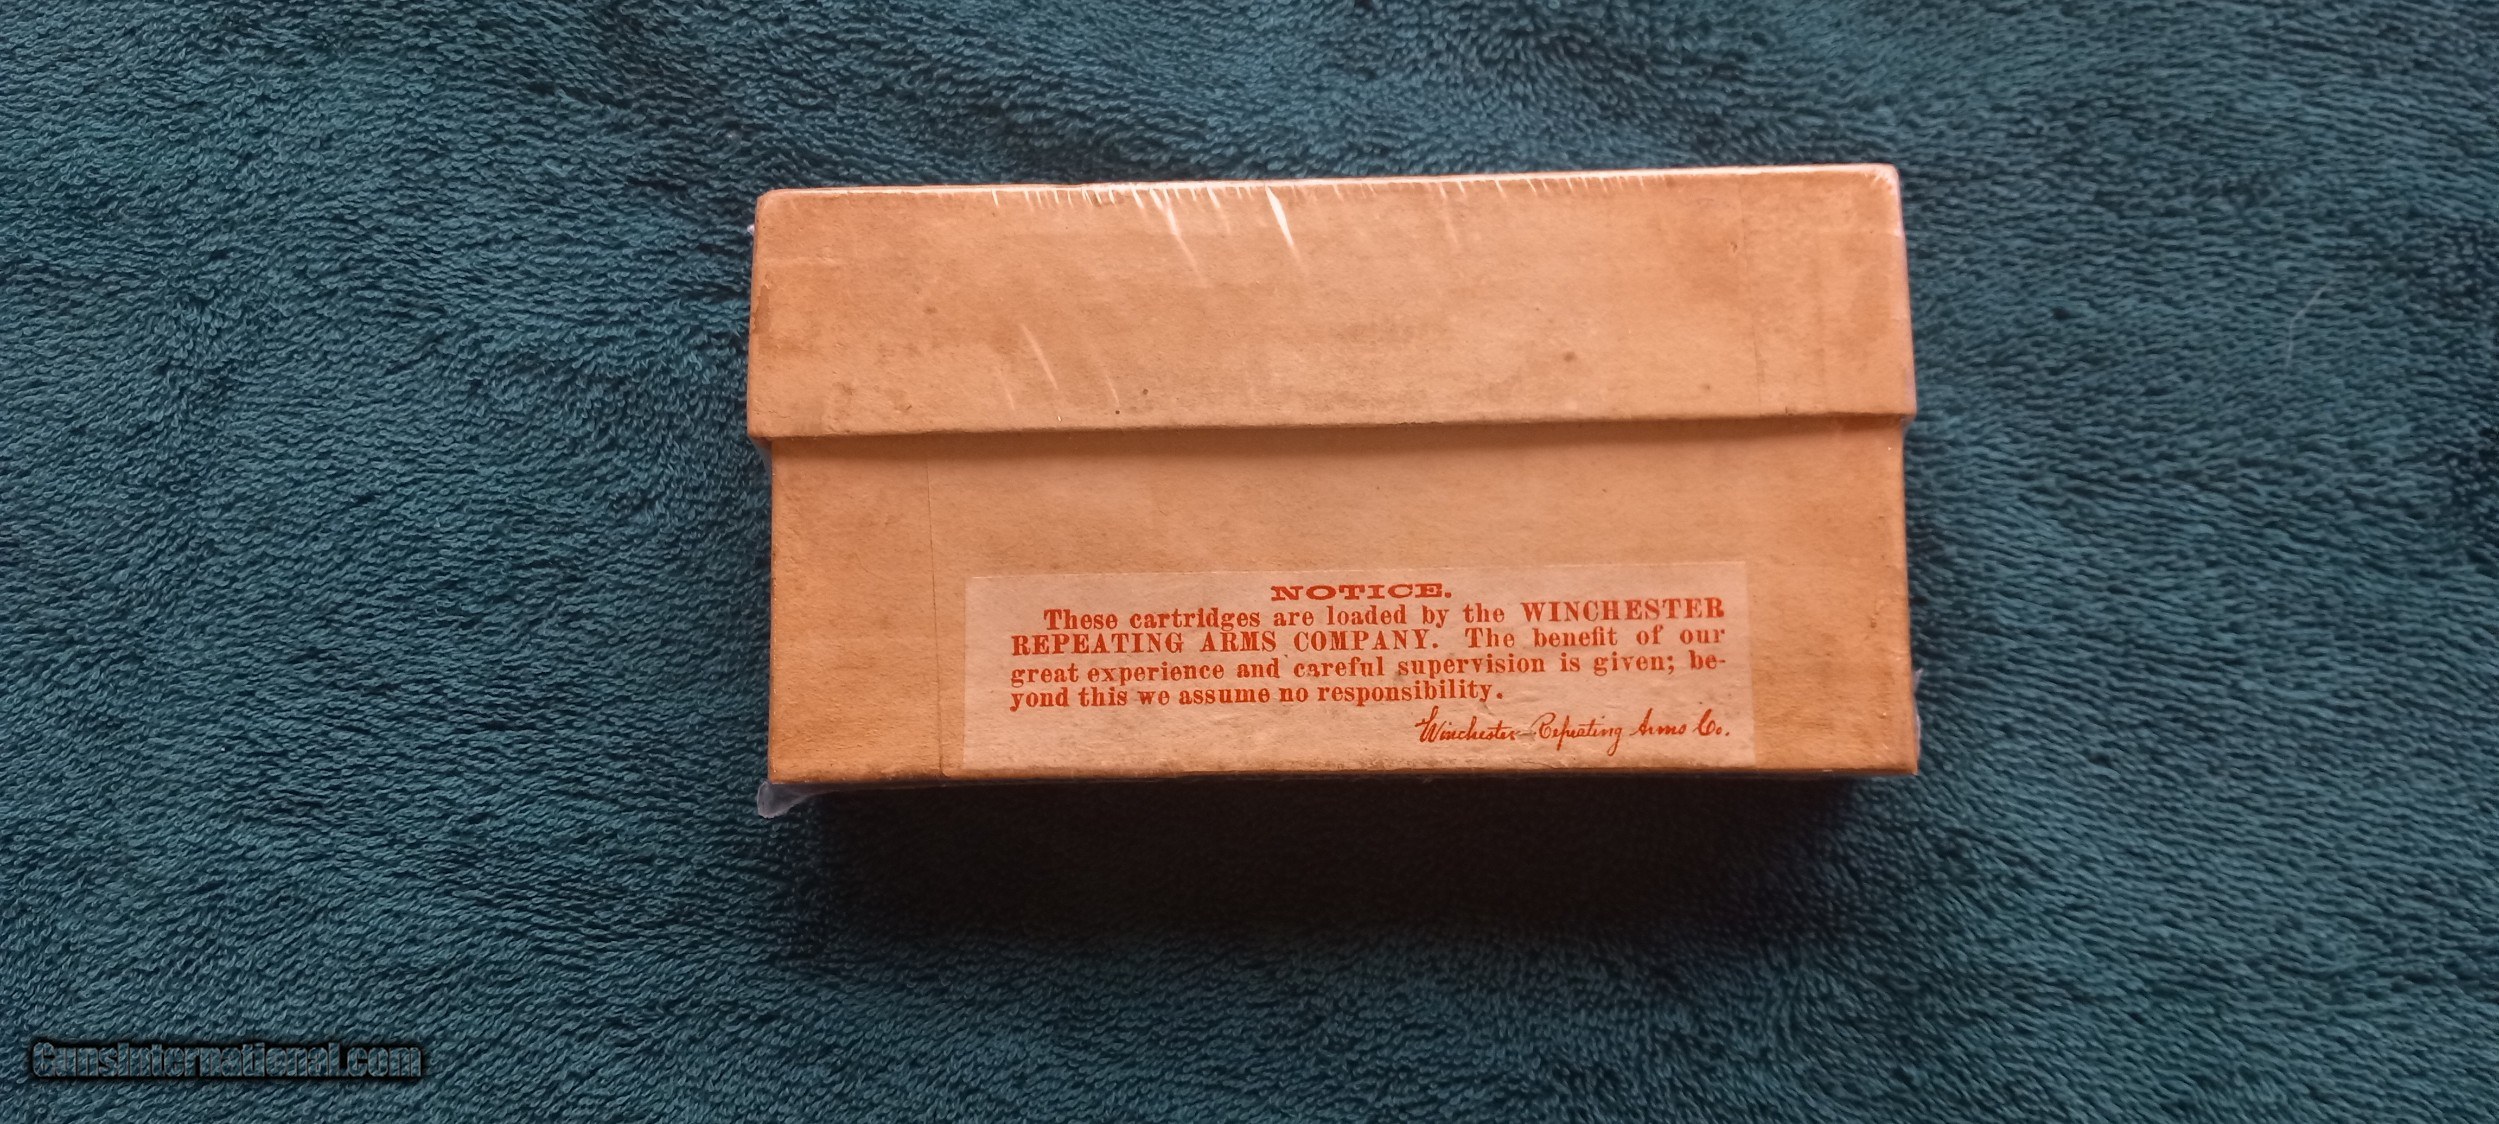 NOTICE.
These cartridges are loaded by the WINCHESTER
REPEATING ARMS COMPANY. The benefit of our
great experience and careful supervision is given; be-
yond this we assume no responsibility.
Winchester Repeating Arms Co.
GunsInternational.com